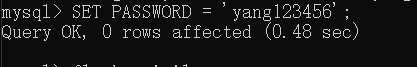 mysql> SET PASSWORD = 'yang123456';
Query OK, 0 rows affected (0.48 sec)